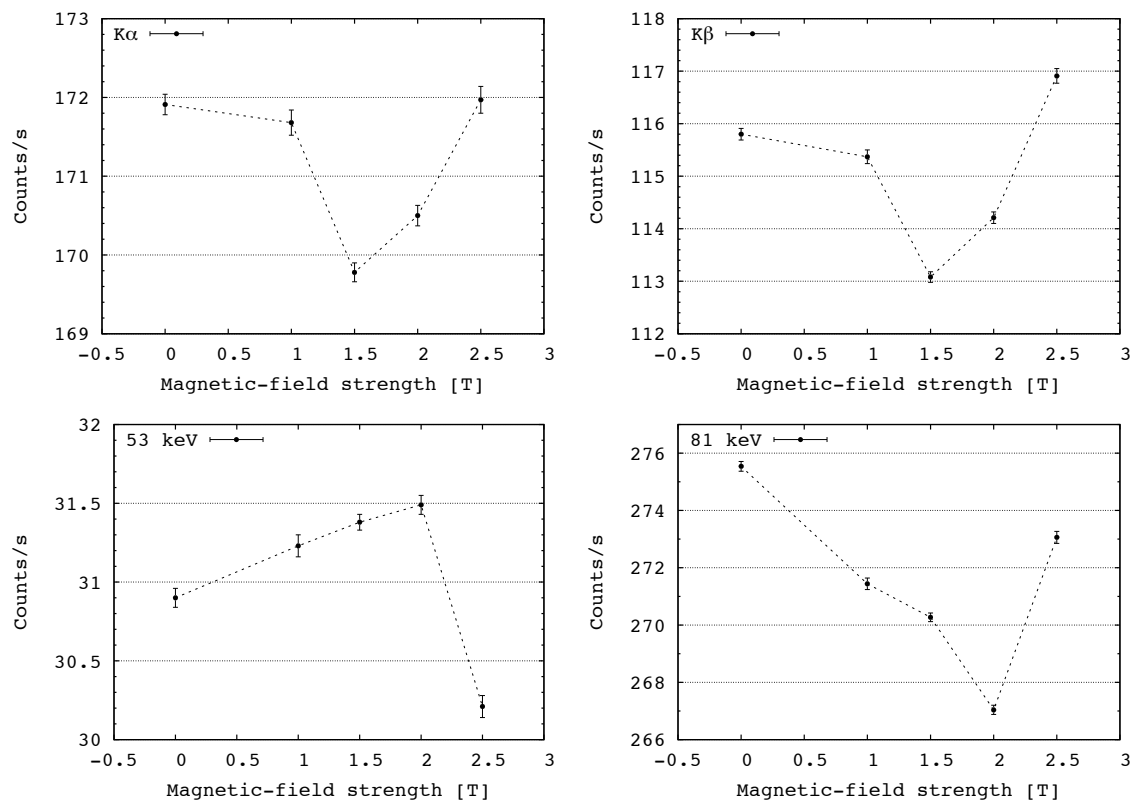 173
172
171
170
169
Counts/s
Kα
-0.5 0 0.5 1 1.5 2 2.5 3
Magnetic-field strength [T]
118
117
116
115
114
113
112
Counts/s
Kβ
-0.5 0 0.5 1 1.5 2 2.5 3
Magnetic-field strength [T]
32
31.5
31
30.5
30
Counts/s
53 keV
-0.5 0 0.5 1 1.5 2 2.5 3
Magnetic-field strength [T]
276
274
272
270
268
266
Counts/s
81 keV
-0.5 0 0.5 1 1.5 2 2.5 3
Magnetic-field strength [T]